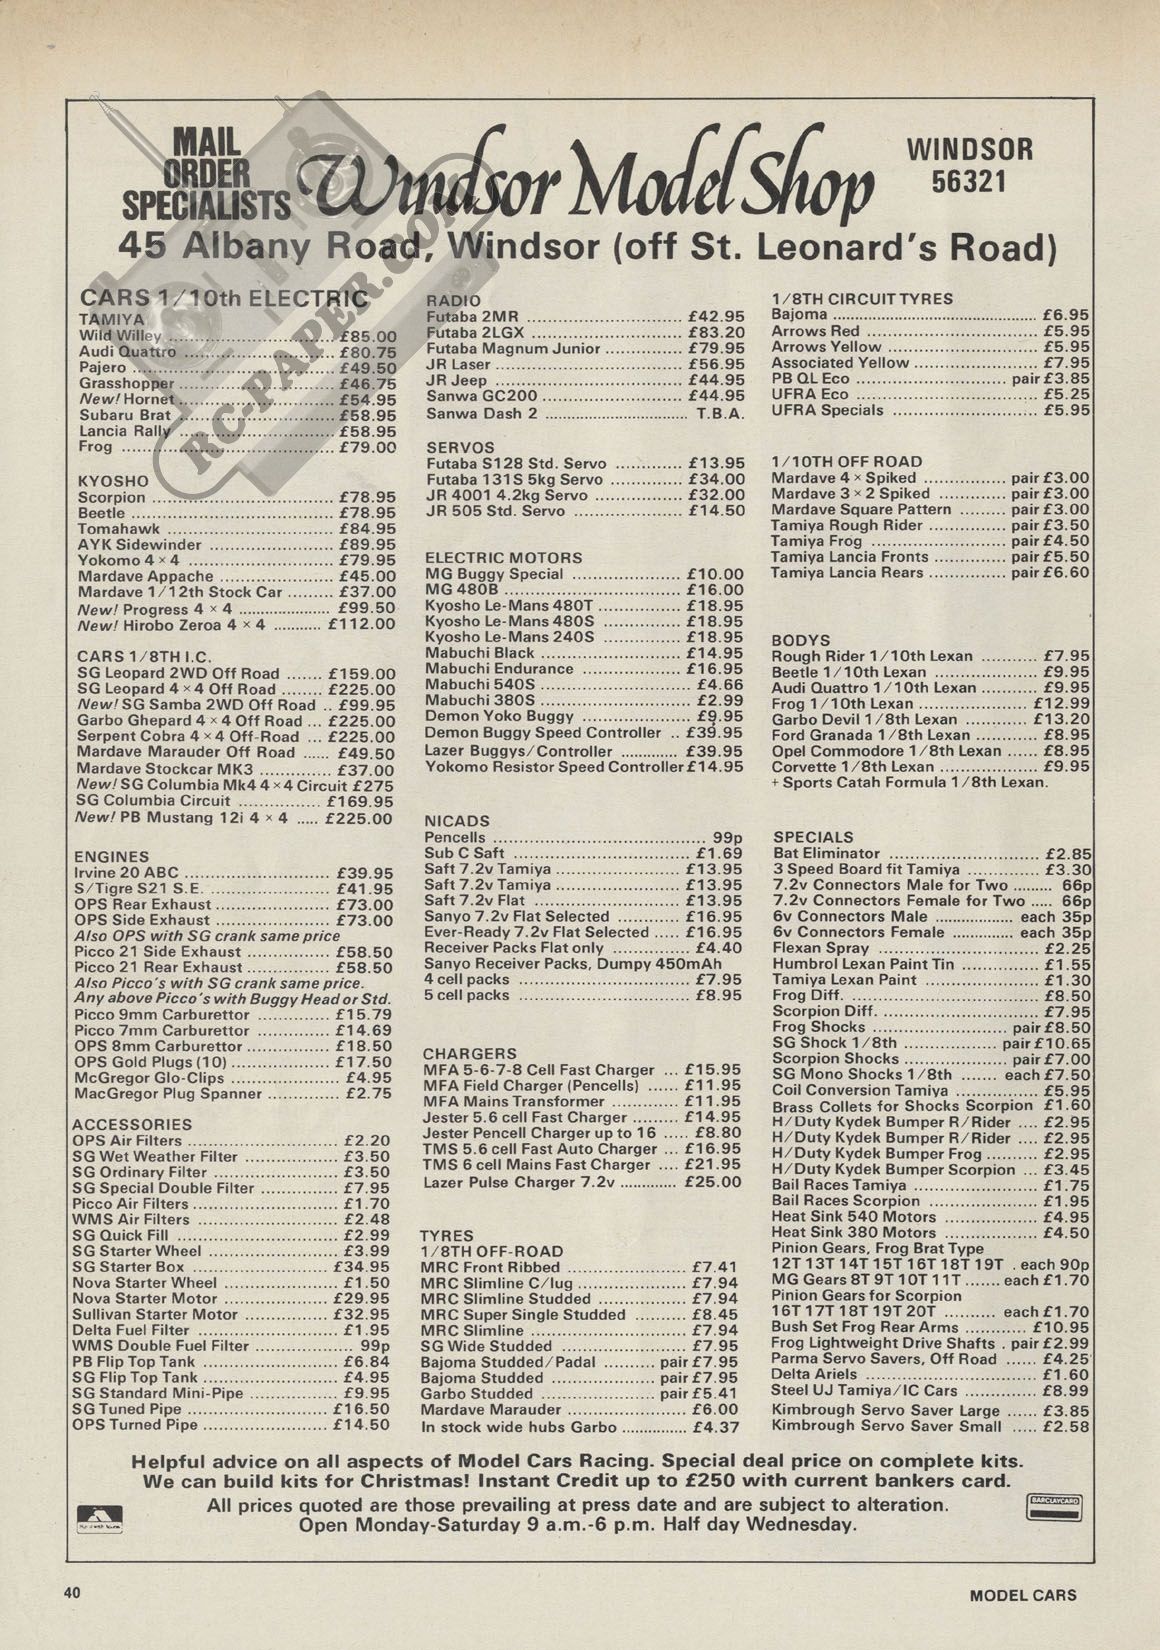 MAIL
ORDER
SPECIALISTS
Windsor Model Shop
WINDSOR
56321
45 Albany Road, Windsor (off St. Leonard's Road)
RC-PAPER.COM
CARS 1/10th ELECTRIC
TAMIYA
Wild Willey ........ £85.00
Audi Quattro ........ £80.75
Pajero ........ £49.50
Grasshopper ........ £46.75
New! Hornet ........ £54.95
Subaru Brat ........ £58.95
Lancia Rally ........ £58.95
Frog ........ £79.00
KYOSHO
Scorpion ........ £78.95
Beetle ........ £78.95
Tomahawk ........ £84.95
AYK Sidewinder ........ £89.95
Yokomo 4 × 4 ........ £79.95
Mardave Appache ........ £45.00
Mardave 1/12th Stock Car ........ £37.00
New! Progress 4 × 4 ........ £99.50
New! Hirobo Zeroa 4 × 4 ........ £112.00
CARS 1/8TH I.C.
SG Leopard 2WD Off Road ....... £159.00
SG Leopard 4 × 4 Off Road ........ £225.00
New! SG Samba 2WD Off Road .. £99.95
Garbo Ghepard 4 × 4 Off Road ... £225.00
Serpent Cobra 4 × 4 Off-Road ... £225.00
Mardave Marauder Off Road ...... £49.50
Mardave Stockcar MK3 ........ £37.00
New! SG Columbia Mk4 4 × 4 Circuit £275
SG Columbia Circuit ........ £169.95
New! PB Mustang 12i 4 × 4 ..... £225.00
ENGINES
Irvine 20 ABC ........ £39.95
S/Tigre S21 S.E. ........ £41.95
OPS Rear Exhaust ........ £73.00
OPS Side Exhaust ........ £73.00
Also OPS with SG crank same price
Picco 21 Side Exhaust ........ £58.50
Picco 21 Rear Exhaust ........ £58.50
Also Picco's with SG crank same price.
Any above Picco's with Buggy Head or Std.
Picco 9mm Carburettor ........ £15.79
Picco 7mm Carburettor ........ £14.69
OPS 8mm Carburettor ........ £18.50
OPS Gold Plugs (10) ........ £17.50
McGregor Glo-Clips ........ £4.95
MacGregor Plug Spanner ........ £2.75
ACCESSORIES
OPS Air Filters ........ £2.20
SG Wet Weather Filter ........ £3.50
SG Ordinary Filter ........ £3.50
SG Special Double Filter ........ £7.95
Picco Air Filters ........ £1.70
WMS Air Filters ........ £2.48
SG Quick Fill ........ £2.99
SG Starter Wheel ........ £3.99
SG Starter Box ........ £34.95
Nova Starter Wheel ........ £1.50
Nova Starter Motor ........ £29.95
Sullivan Starter Motor ........ £32.95
Delta Fuel Filter ........ £1.95
WMS Double Fuel Filter ........ 99p
PB Flip Top Tank ........ £6.84
SG Flip Top Tank ........ £4.95
SG Standard Mini-Pipe ........ £9.95
SG Tuned Pipe ........ £16.50
OPS Turned Pipe ........ £14.50
RADIO
Futaba 2MR ........ £42.95
Futaba 2LGX ........ £83.20
Futaba Magnum Junior ........ £79.95
JR Laser ........ £56.95
JR Jeep ........ £44.95
Sanwa GC200 ........ £44.95
Sanwa Dash 2 ........ T.B.A.
SERVOS
Futaba S128 Std. Servo ........ £13.95
Futaba 131S 5kg Servo ........ £34.00
JR 4001 4.2kg Servo ........ £32.00
JR 505 Std. Servo ........ £14.50
ELECTRIC MOTORS
MG Buggy Special ........ £10.00
MG 480B ........ £16.00
Kyosho Le-Mans 480T ........ £18.95
Kyosho Le-Mans 480S ........ £18.95
Kyosho Le-Mans 240S ........ £18.95
Mabuchi Black ........ £14.95
Mabuchi Endurance ........ £16.95
Mabuchi 540S ........ £4.66
Mabuchi 380S ........ £2.99
Demon Yoko Buggy ........ £9.95
Demon Buggy Speed Controller .. £39.95
Lazer Buggys/Controller ........ £39.95
Yokomo Resistor Speed Controller £14.95
NICADS
Pencells ........ 99p
Sub C Saft ........ £1.69
Saft 7.2v Tamiya ........ £13.95
Saft 7.2v Tamiya ........ £13.95
Saft 7.2v Flat ........ £13.95
Sanyo 7.2v Flat Selected ........ £16.95
Ever-Ready 7.2v Flat Selected ..... £16.95
Receiver Packs Flat only ........ £4.40
Sanyo Receiver Packs, Dumpy 450mAh
4 cell packs ........ £7.95
5 cell packs ........ £8.95
CHARGERS
MFA 5-6-7-8 Cell Fast Charger ... £15.95
MFA Field Charger (Pencells) ...... £11.95
MFA Mains Transformer ........ £11.95
Jester 5.6 cell Fast Charger ........ £14.95
Jester Pencell Charger up to 16 ..... £8.80
TMS 5.6 cell Fast Auto Charger ... £16.95
TMS 6 cell Mains Fast Charger .... £21.95
Lazer Pulse Charger 7.2v ........ £25.00
TYRES
1/8TH OFF-ROAD
MRC Front Ribbed ........ £7.41
MRC Slimline C/lug ........ £7.94
MRC Slimline Studded ........ £7.94
MRC Super Single Studded ........ £8.45
MRC Slimline ........ £7.94
SG Wide Studded ........ £7.95
Bajoma Studded/Padal ........ pair £7.95
Bajoma Studded ........ pair £7.95
Garbo Studded ........ pair £5.41
Mardave Marauder ........ £6.00
In stock wide hubs Garbo ........ £4.37
1/8TH CIRCUIT TYRES
Bajoma ........ £6.95
Arrows Red ........ £5.95
Arrows Yellow ........ £5.95
Associated Yellow ........ £7.95
PB QL Eco ........ pair £3.85
UFRA Eco ........ £5.25
UFRA Specials ........ £5.95
1/10TH OFF ROAD
Mardave 4 × Spiked ........ pair £3.00
Mardave 3 × 2 Spiked ........ pair £3.00
Mardave Square Pattern ........ pair £3.00
Tamiya Rough Rider ........ pair £3.50
Tamiya Frog ........ pair £4.50
Tamiya Lancia Fronts ........ pair £5.50
Tamiya Lancia Rears ........ pair £6.60
BODYS
Rough Rider 1/10th Lexan ........ £7.95
Beetle 1/10th Lexan ........ £9.95
Audi Quattro 1/10th Lexan ........ £9.95
Frog 1/10th Lexan ........ £12.99
Garbo Devil 1/8th Lexan ........ £13.20
Ford Granada 1/8th Lexan ........ £8.95
Opel Commodore 1/8th Lexan ...... £8.95
Corvette 1/8th Lexan ........ £9.95
+ Sports Catah Formula 1/8th Lexan.
SPECIALS
Bat Eliminator ........ £2.85
3 Speed Board fit Tamiya ........ £3.30
7.2v Connectors Male for Two ........ 66p
7.2v Connectors Female for Two ..... 66p
6v Connectors Male ........ each 35p
6v Connectors Female ........ each 35p
Flexan Spray ........ £2.25
Humbrol Lexan Paint Tin ........ £1.55
Tamiya Lexan Paint ........ £1.30
Frog Diff. ........ £8.50
Scorpion Diff. ........ £7.95
Frog Shocks ........ pair £8.50
SG Shock 1/8th ........ pair £10.65
Scorpion Shocks ........ pair £7.00
SG Mono Shocks 1/8th ....... each £7.50
Coil Conversion Tamiya ........ £5.95
Brass Collets for Shocks Scorpion £1.60
H/Duty Kydek Bumper R/Rider .... £2.95
H/Duty Kydek Bumper R/Rider .... £2.95
H/Duty Kydek Bumper Frog ........ £2.95
H/Duty Kydek Bumper Scorpion ... £3.45
Bail Races Tamiya ........ £1.75
Bail Races Scorpion ........ £1.95
Heat Sink 540 Motors ........ £4.95
Heat Sink 380 Motors ........ £4.50
Pinion Gears, Frog Brat Type
12T 13T 14T 15T 16T 18T 19T . each 90p
MG Gears 8T 9T 10T 11T ....... each £1.70
Pinion Gears for Scorpion
16T 17T 18T 19T 20T ........ each £1.70
Bush Set Frog Rear Arms ........ £10.95
Frog Lightweight Drive Shafts . pair £2.99
Parma Servo Savers, Off Road ...... £4.25
Delta Ariels ........ £1.60
Steel UJ Tamiya/IC Cars ........ £8.99
Kimbrough Servo Saver Large ...... £3.85
Kimbrough Servo Saver Small ..... £2.58
Helpful advice on all aspects of Model Cars Racing. Special deal price on complete kits.
We can build kits for Christmas! Instant Credit up to £250 with current bankers card.
All prices quoted are those prevailing at press date and are subject to alteration.
Open Monday-Saturday 9 a.m.-6 p.m. Half day Wednesday.
BARCLAYCARD
40
MODEL CARS